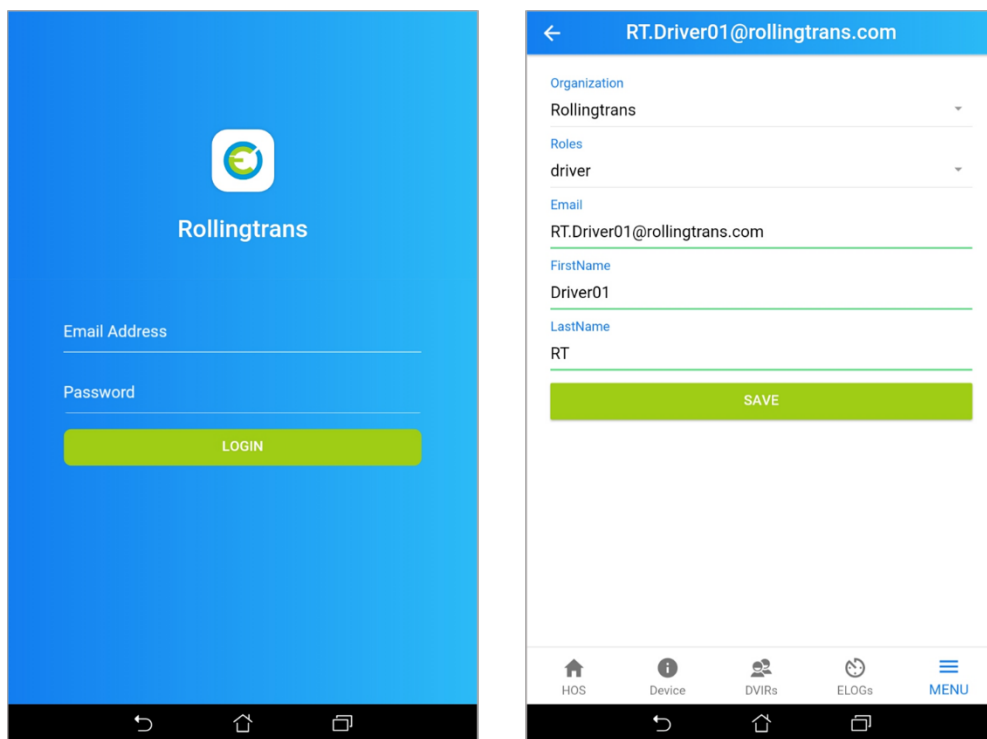 Rollingtrans
Email Address
Password
LOGIN
RT.Driver01@rollingtrans.com
Organization
Rollingtrans
Roles
driver
Email
RT.Driver01@rollingtrans.com
FirstName
Driver01
LastName
RT
SAVE
HOS Device DVIRs ELOGs MENU